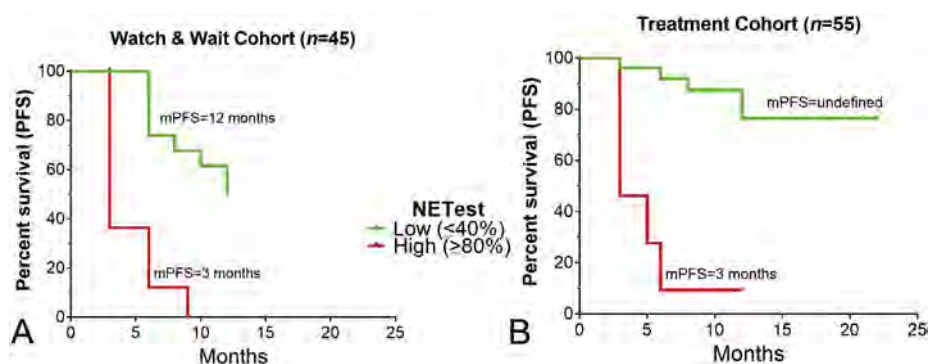 Watch & Wait Cohort (n=45)
Percent survival (PFS)
100
80
60
40
20
0
mPFS=12 months
mPFS=3 months
0 5 10 15 20 25
Months
A
NETest
Low (<40%)
High (≥80%)
Treatment Cohort (n=55)
Percent survival (PFS)
100
80
60
40
20
0
mPFS=undefined
mPFS=3 months
0 5 10 15 20 25
Months
B